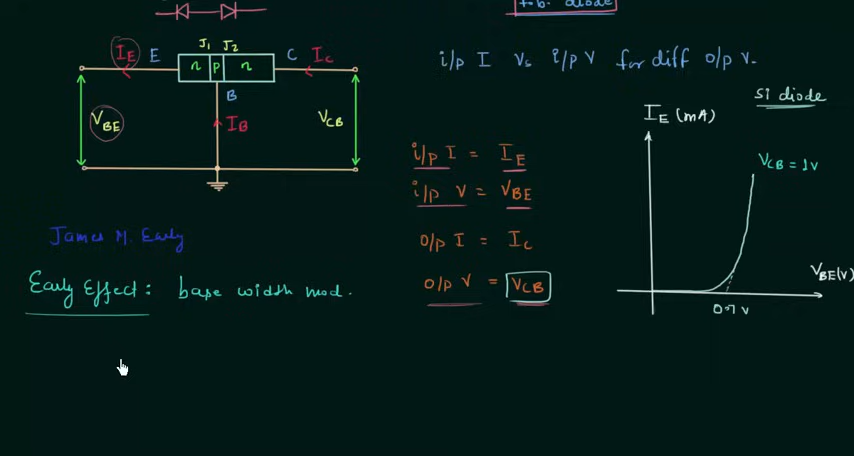 f.b. diode
i/p I vs i/p V for diff o/p V.
J1 J2
IE E n p n C IC
B
VBE IB VCB
James M. Early
Early Effect: base width mod.
i/p I = IE
i/p V = VBE
o/p I = IC
o/p V = VCB
si diode
IE (mA)
VCB = 1V
VBE(V)
0.7 V